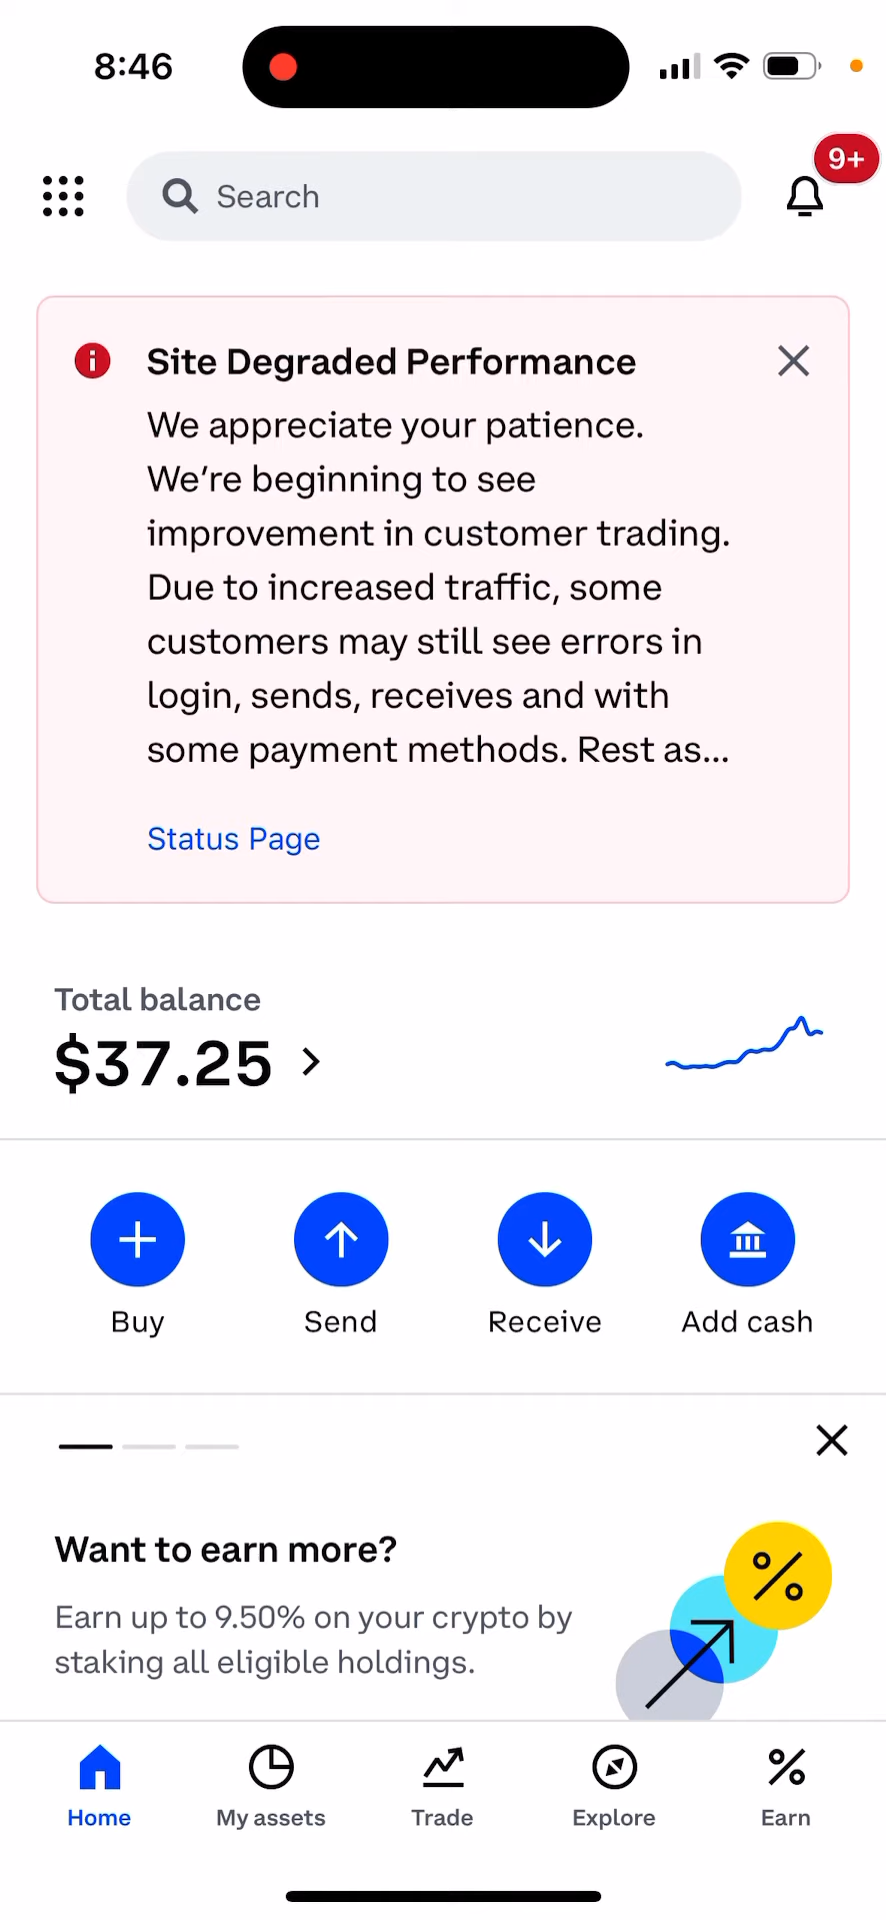 8:46
9+
Search
Site Degraded Performance
We appreciate your patience.
We’re beginning to see
improvement in customer trading.
Due to increased traffic, some
customers may still see errors in
login, sends, receives and with
some payment methods. Rest as...
Status Page
Total balance
$37.25
Buy
Send
Receive
Add cash
Want to earn more?
Earn up to 9.50% on your crypto by
staking all eligible holdings.
Home
My assets
Trade
Explore
Earn